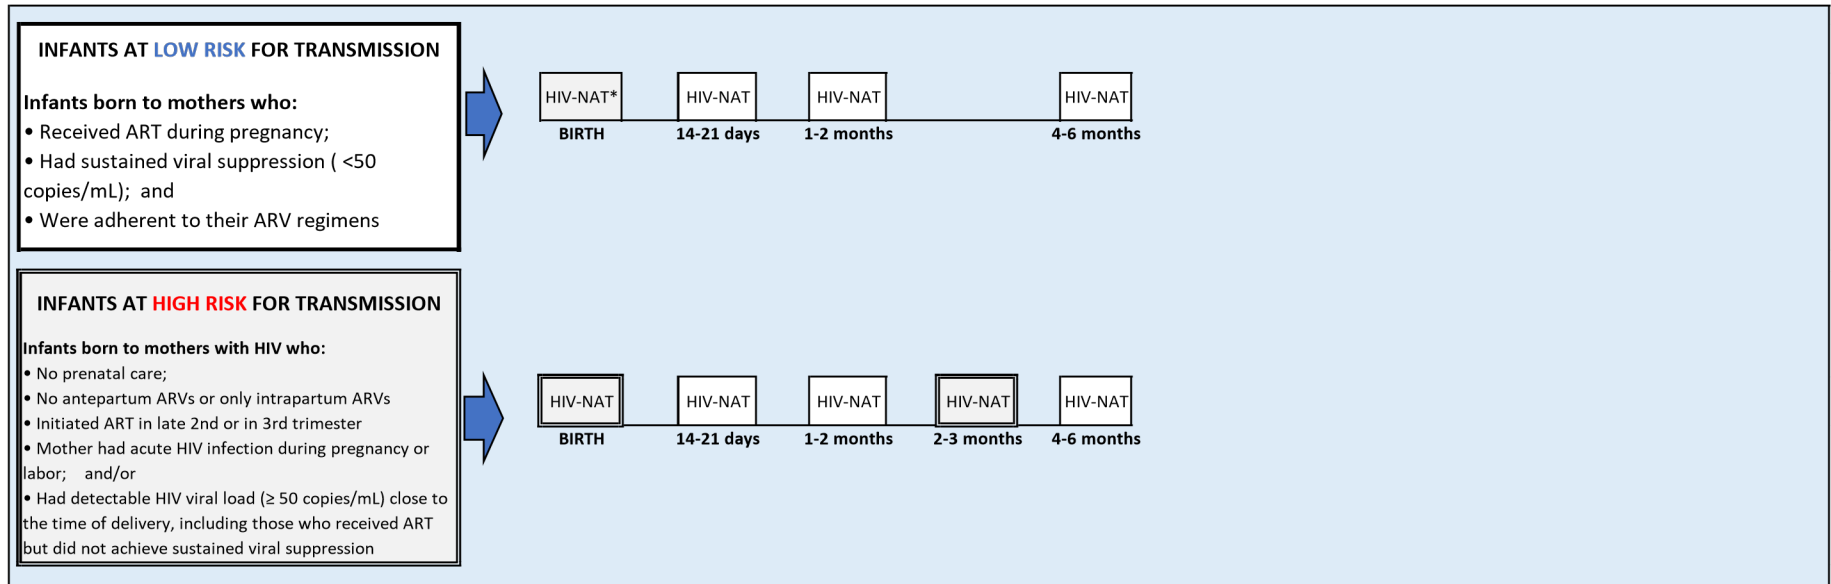 INFANTS AT LOW RISK FOR TRANSMISSION
Infants born to mothers who:
• Received ART during pregnancy;
• Had sustained viral suppression ( <50
copies/mL);  and
• Were adherent to their ARV regimens
HIV-NAT* HIV-NAT HIV-NAT HIV-NAT
BIRTH 14-21 days 1-2 months 4-6 months
INFANTS AT HIGH RISK FOR TRANSMISSION
Infants born to mothers with HIV who:
• No prenatal care;
• No antepartum ARVs or only intrapartum ARVs
• Initiated ART in late 2nd or in 3rd trimester
• Mother had acute HIV infection during pregnancy or
labor;    and/or
• Had detectable HIV viral load (≥ 50 copies/mL) close to
the time of delivery, including those who received ART
but did not achieve sustained viral suppression
HIV-NAT HIV-NAT HIV-NAT HIV-NAT HIV-NAT
BIRTH 14-21 days 1-2 months 2-3 months 4-6 months